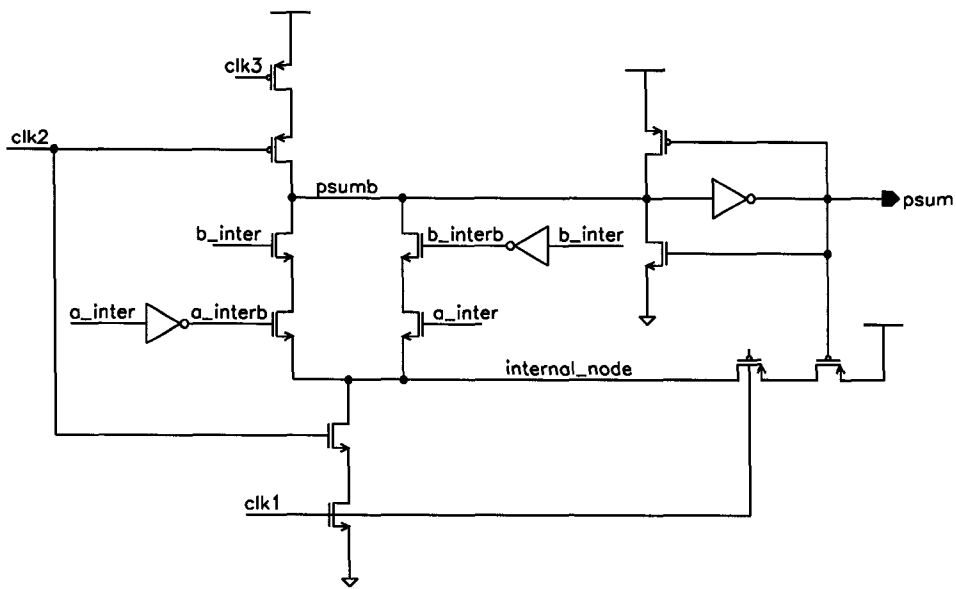 clk3
clk2
psumb
psum
b_inter
b_interb
b_inter
a_inter
a_interb
a_inter
internal_node
clk1